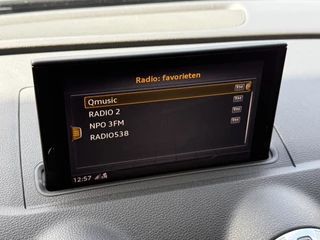 Radio: favorieten
Qmusic
RADIO 2
NPO 3FM
RADIO538
12:57